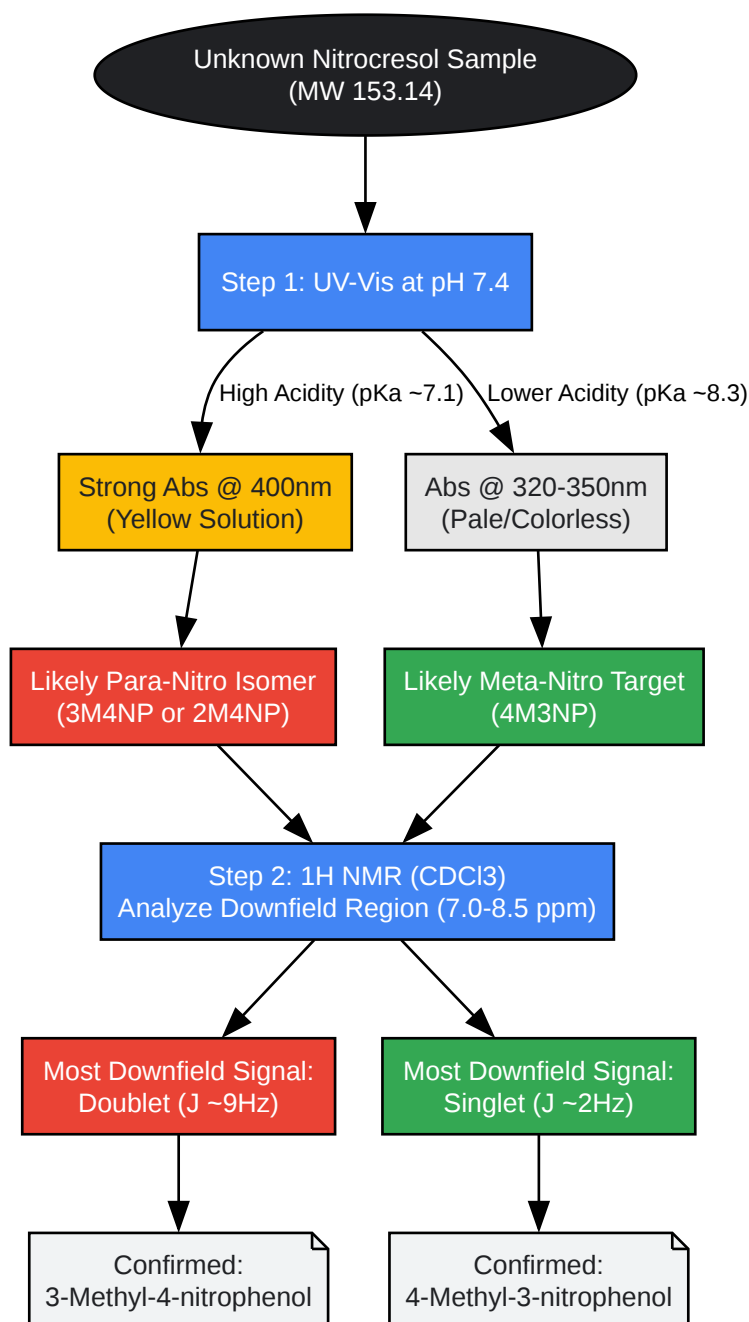 Unknown Nitrocresol Sample
(MW 153.14)
Step 1: UV-Vis at pH 7.4
High Acidity (pKa ~7.1)
Lower Acidity (pKa ~8.3)
Strong Abs @ 400nm
(Yellow Solution)
Abs @ 320-350nm
(Pale/Colorless)
Likely Para-Nitro Isomer
(3M4NP or 2M4NP)
Likely Meta-Nitro Target
(4M3NP)
Step 2: 1H NMR (CDCl3)
Analyze Downfield Region (7.0-8.5 ppm)
Most Downfield Signal:
Doublet (J ~9Hz)
Most Downfield Signal:
Singlet (J ~2Hz)
Confirmed:
3-Methyl-4-nitrophenol
Confirmed:
4-Methyl-3-nitrophenol